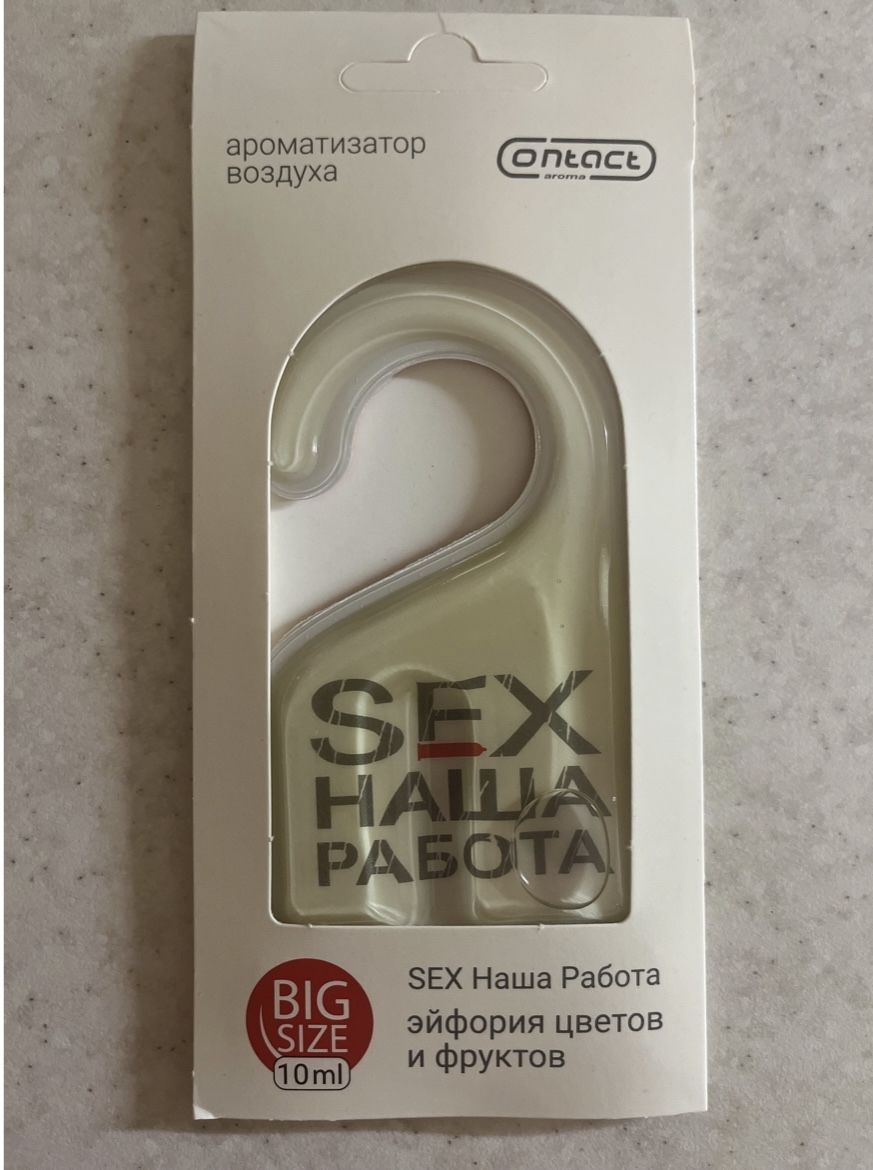 ароматизатор
воздуха
Contact
aroma
SEX
НАША
РАБОТА
BIG
SIZE
10ml
SEX Наша Работа
эйфория цветов
и фруктов